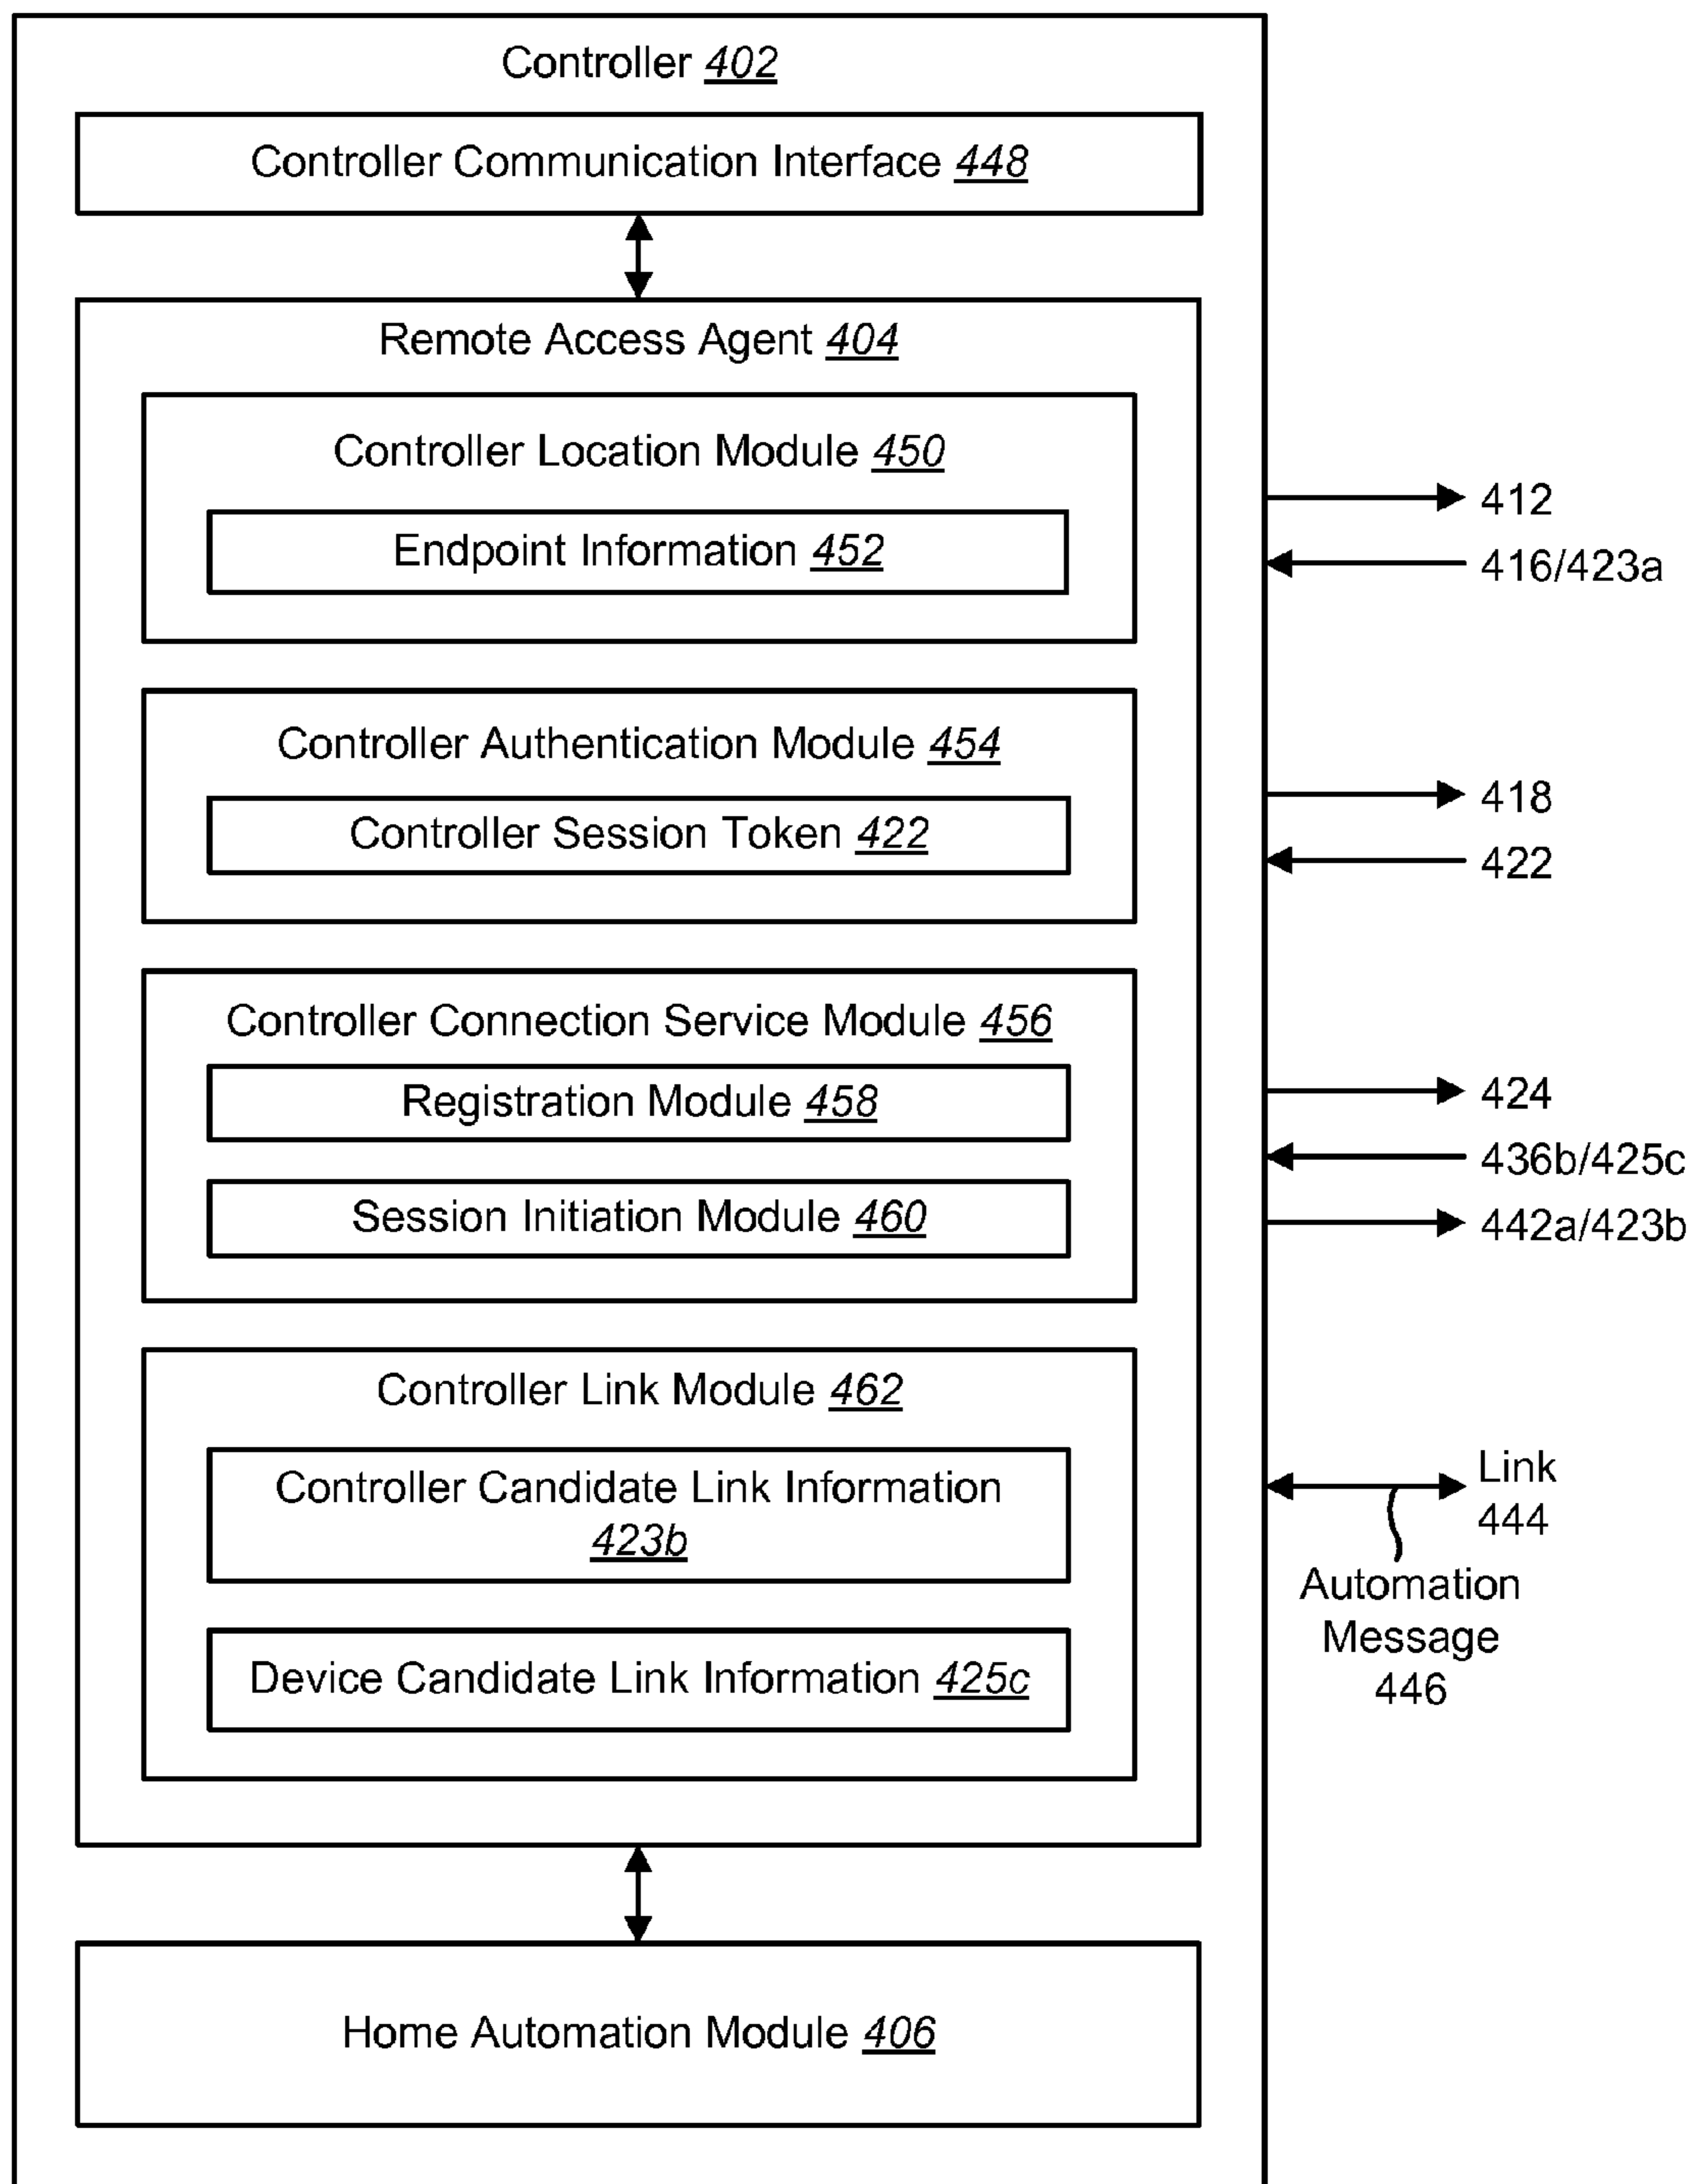 Controller 402
Controller Communication Interface 448
Remote Access Agent 404
Controller Location Module 450
Endpoint Information 452
412
416/423a
Controller Authentication Module 454
Controller Session Token 422
418
422
Controller Connection Service Module 456
Registration Module 458
Session Initiation Module 460
424
436b/425c
442a/423b
Controller Link Module 462
Controller Candidate Link Information
423b
Device Candidate Link Information 425c
Link
444
Automation
Message
446
Home Automation Module 406